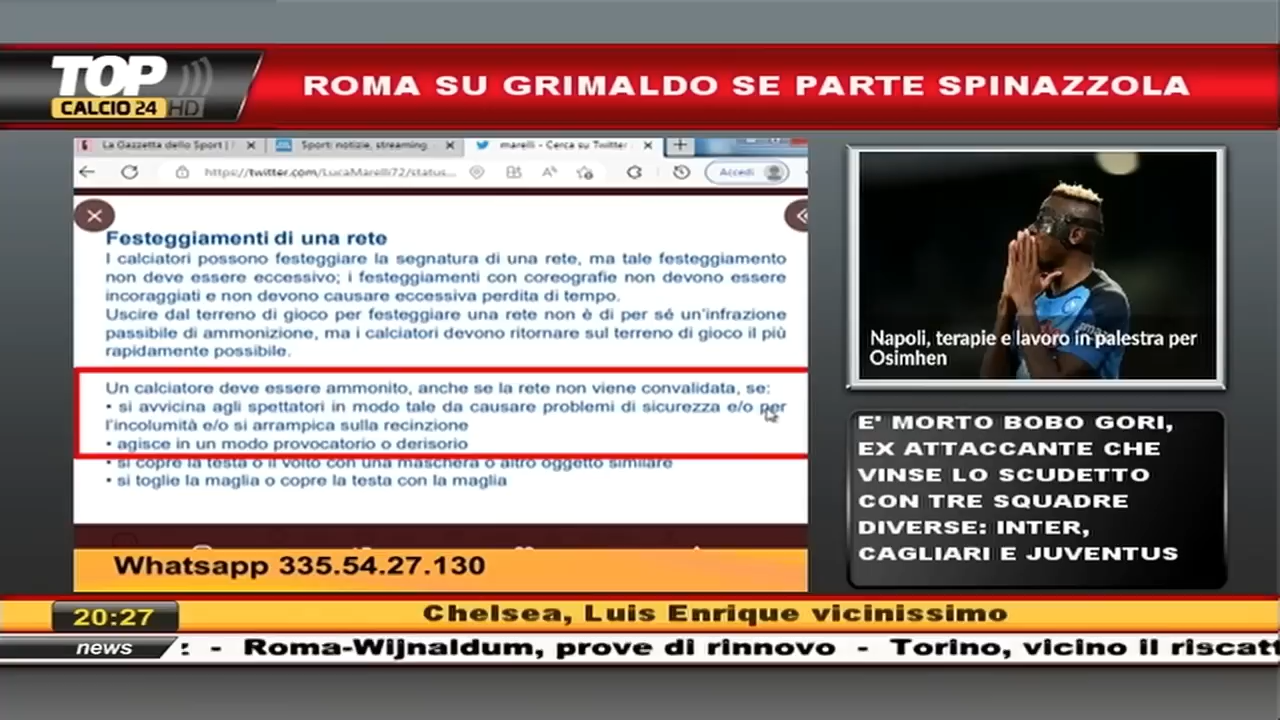 TOP
CALCIO 24 HD
ROMA SU GRIMALDO SE PARTE SPINAZZOLA
La Gazzetta dello Sport |
Sport: notizie, streaming
marelli - Cerca su Twitter
https://twitter.com/LucaMarelli72/status...
Accedi
Festeggiamenti di una rete
I calciatori possono festeggiare la segnatura di una rete, ma tale festeggiamento
non deve essere eccessivo; i festeggiamenti con coreografie non devono essere
incoraggiati e non devono causare eccessiva perdita di tempo.
Uscire dal terreno di gioco per festeggiare una rete non è di per sé un'infrazione
passibile di ammonizione, ma i calciatori devono ritornare sul terreno di gioco il più
rapidamente possibile.
Un calciatore deve essere ammonito, anche se la rete non viene convalidata, se:
• si avvicina agli spettatori in modo tale da causare problemi di sicurezza e/o per
l'incolumità e/o si arrampica sulla recinzione
• agisce in un modo provocatorio o derisorio
• si copre la testa o il volto con una maschera o altro oggetto similare
• si toglie la maglia o copre la testa con la maglia
Whatsapp 335.54.27.130
Napoli, terapie e lavoro in palestra per
Osimhen
E' MORTO BOBO GORI,
EX ATTACCANTE CHE
VINSE LO SCUDETTO
CON TRE SQUADRE
DIVERSE: INTER,
CAGLIARI E JUVENTUS
20:27
Chelsea, Luis Enrique vicinissimo
news
: - Roma-Wijnaldum, prove di rinnovo - Torino, vicino il riscatt